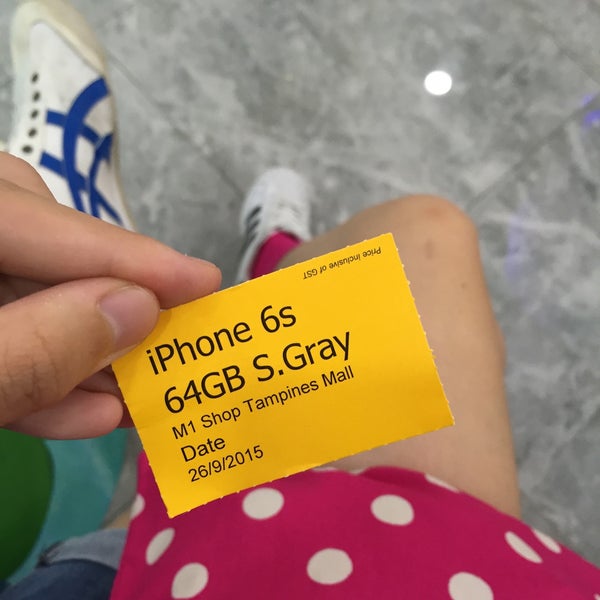 Price inclusive of GST
iPhone 6s
64GB S.Gray
M1 Shop Tampines Mall
Date
26/9/2015